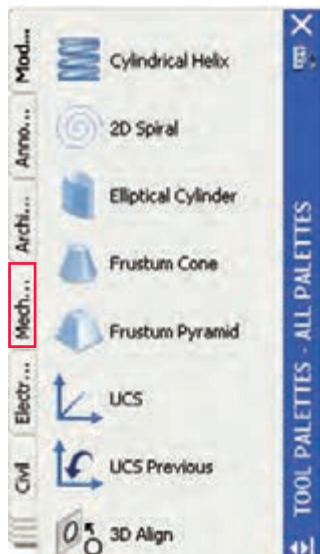 Mod...
Anno...
Archi...
Mech...
Electr...
Civil
Cylindrical Helix
2D Spiral
Elliptical Cylinder
Frustum Cone
Frustum Pyramid
UCS
UCS Previous
3D Align
TOOL PALETTES - ALL PALETTES